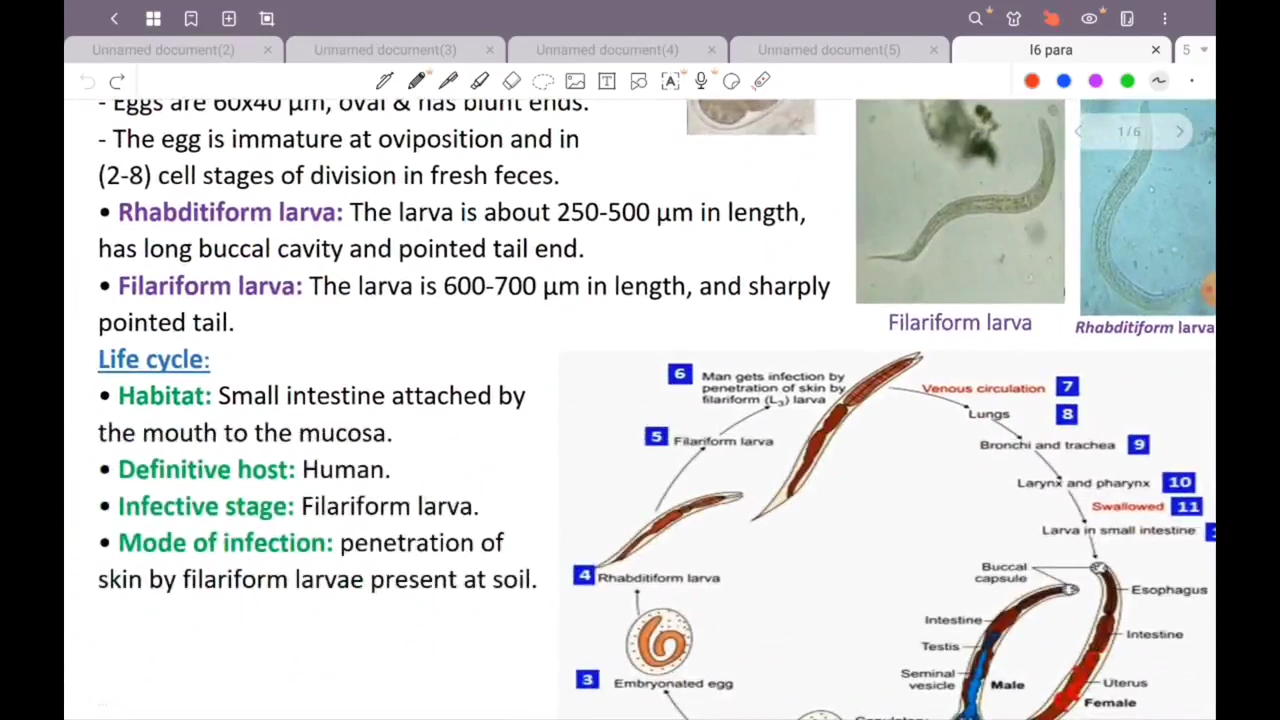 Unnamed document(2)
Unnamed document(3)
Unnamed document(4)
Unnamed document(5)
l6 para
5
- Eggs are 60x40 µm, oval & has blunt ends.
- The egg is immature at oviposition and in
(2-8) cell stages of division in fresh feces.
• Rhabditiform larva: The larva is about 250-500 µm in length,
has long buccal cavity and pointed tail end.
• Filariform larva: The larva is 600-700 µm in length, and sharply
pointed tail.
1/6
Filariform larva
Rhabditiform larva
Life cycle:
• Habitat: Small intestine attached by
the mouth to the mucosa.
• Definitive host: Human.
• Infective stage: Filariform larva.
• Mode of infection: penetration of
skin by filariform larvae present at soil.
6 Man gets infection by
penetration of skin by
filariform (L3) larva
Venous circulation 7
Lungs 8
5 Filariform larva
Bronchi and trachea 9
Larynx and pharynx 10
Swallowed 11
Larva in small intestine
4 Rhabditiform larva
Buccal
capsule
Esophagus
Intestine
Testis
Intestine
Seminal
vesicle
Male
Uterus
Female
3 Embryonated egg